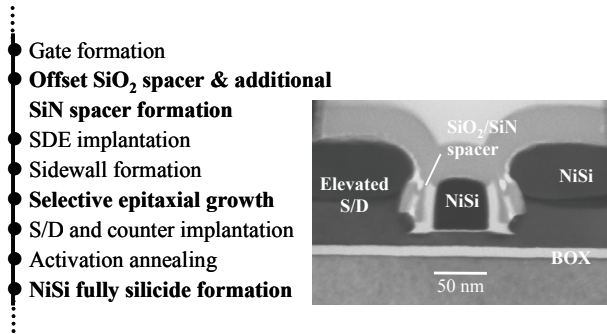 Gate formation
Offset SiO₂ spacer & additional
SiN spacer formation
SDE implantation
Sidewall formation
Selective epitaxial growth
S/D and counter implantation
Activation annealing
NiSi fully silicide formation
SiO₂/SiN
spacer
Elevated
S/D
NiSi
NiSi
BOX
50 nm